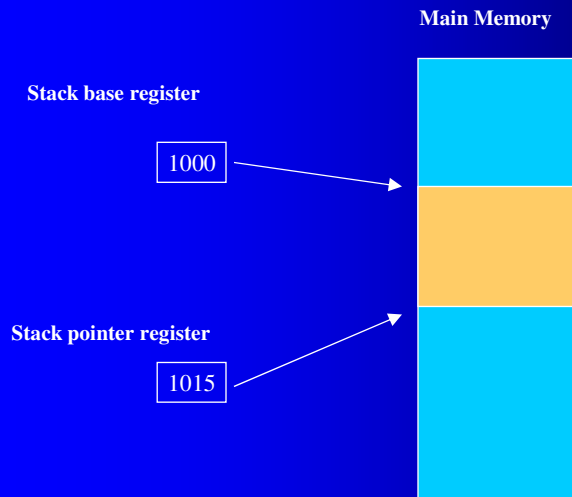 Main Memory
Stack base register
1000
Stack pointer register
1015